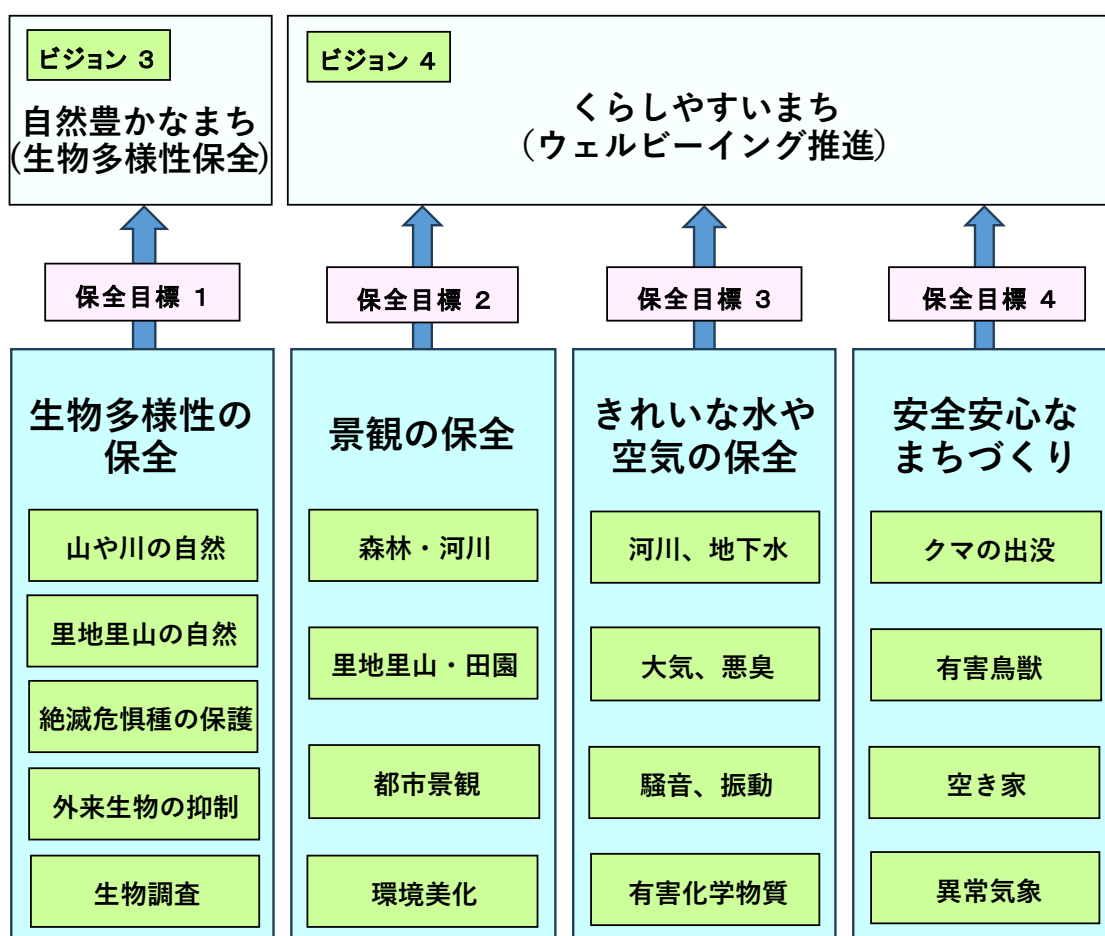 ビジョン 3
自然豊かなまち
(生物多様性保全)
ビジョン 4
くらしやすいまち
(ウェルビーイング推進)
保全目標 1
保全目標 2
保全目標 3
保全目標 4
生物多様性の
保全
山や川の自然
里地里山の自然
絶滅危惧種の保護
外来生物の抑制
生物調査
景観の保全
森林・河川
里地里山・田園
都市景観
環境美化
きれいな水や
空気の保全
河川、地下水
大気、悪臭
騒音、振動
有害化学物質
安全安心な
まちづくり
クマの出没
有害鳥獣
空き家
異常気象